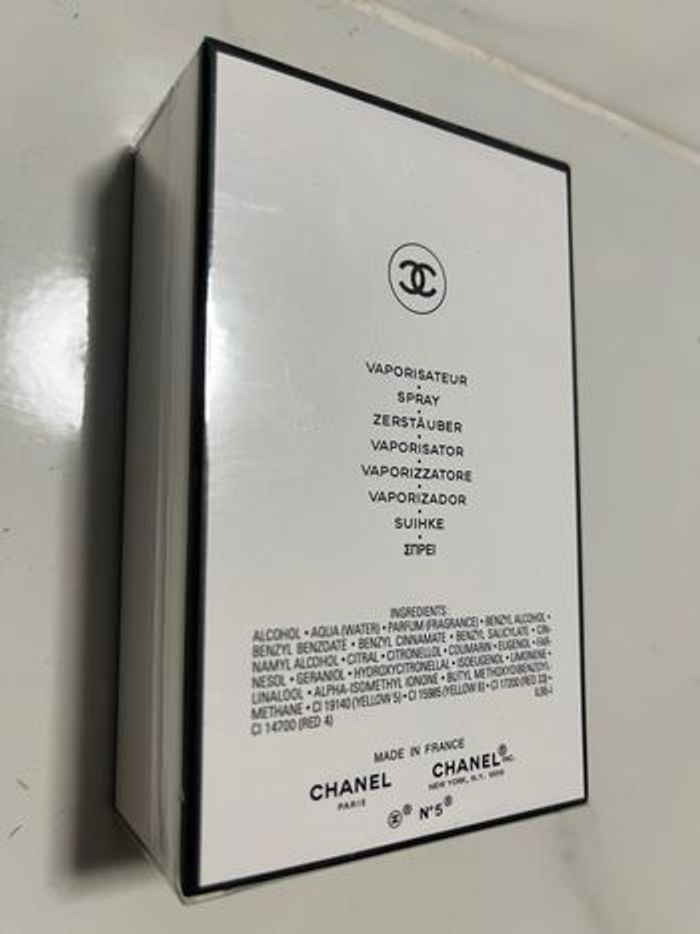 VAPORISATEUR
SPRAY
ZERSTÄUBER
VAPORISATOR
VAPORIZZATORE
VAPORIZADOR
SUIHKE
ΣΠΡΕΙ
INGREDIENTS:
ALCOHOL • AQUA (WATER) • PARFUM (FRAGRANCE) • BENZYL ALCOHOL •
BENZYL BENZOATE • BENZYL CINNAMATE • BENZYL SALICYLATE • CIN-
NAMYL ALCOHOL • CITRAL • CITRONELLOL • COUMARIN • EUGENOL • FAR-
NESOL • GERANIOL • HYDROXYCITRONELLAL • ISOEUGENOL • LIMONENE •
LINALOOL • ALPHA-ISOMETHYL IONONE • BUTYL METHOXYDIBENZOYL-
METHANE • CI 19140 (YELLOW 5) • CI 15985 (YELLOW 6) • CI 17200 (RED 33) •
CI 14700 (RED 4)
MADE IN FRANCE
CHANEL CHANEL® INC.
PARIS NEW YORK, N.Y.
® N°5®